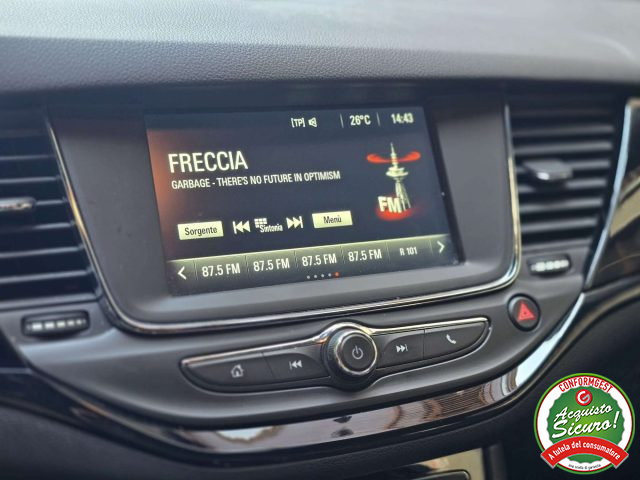 [TP] 26°C 14:43
FRECCIA
GARBAGE - THERE'S NO FUTURE IN OPTIMISM
FM
Sorgente Sintonia Menù
87.5 FM 87.5 FM 87.5 FM 87.5 FM R 101
CONFORMGEST
Acquisto
Sicuro!
A tutela del consumatore